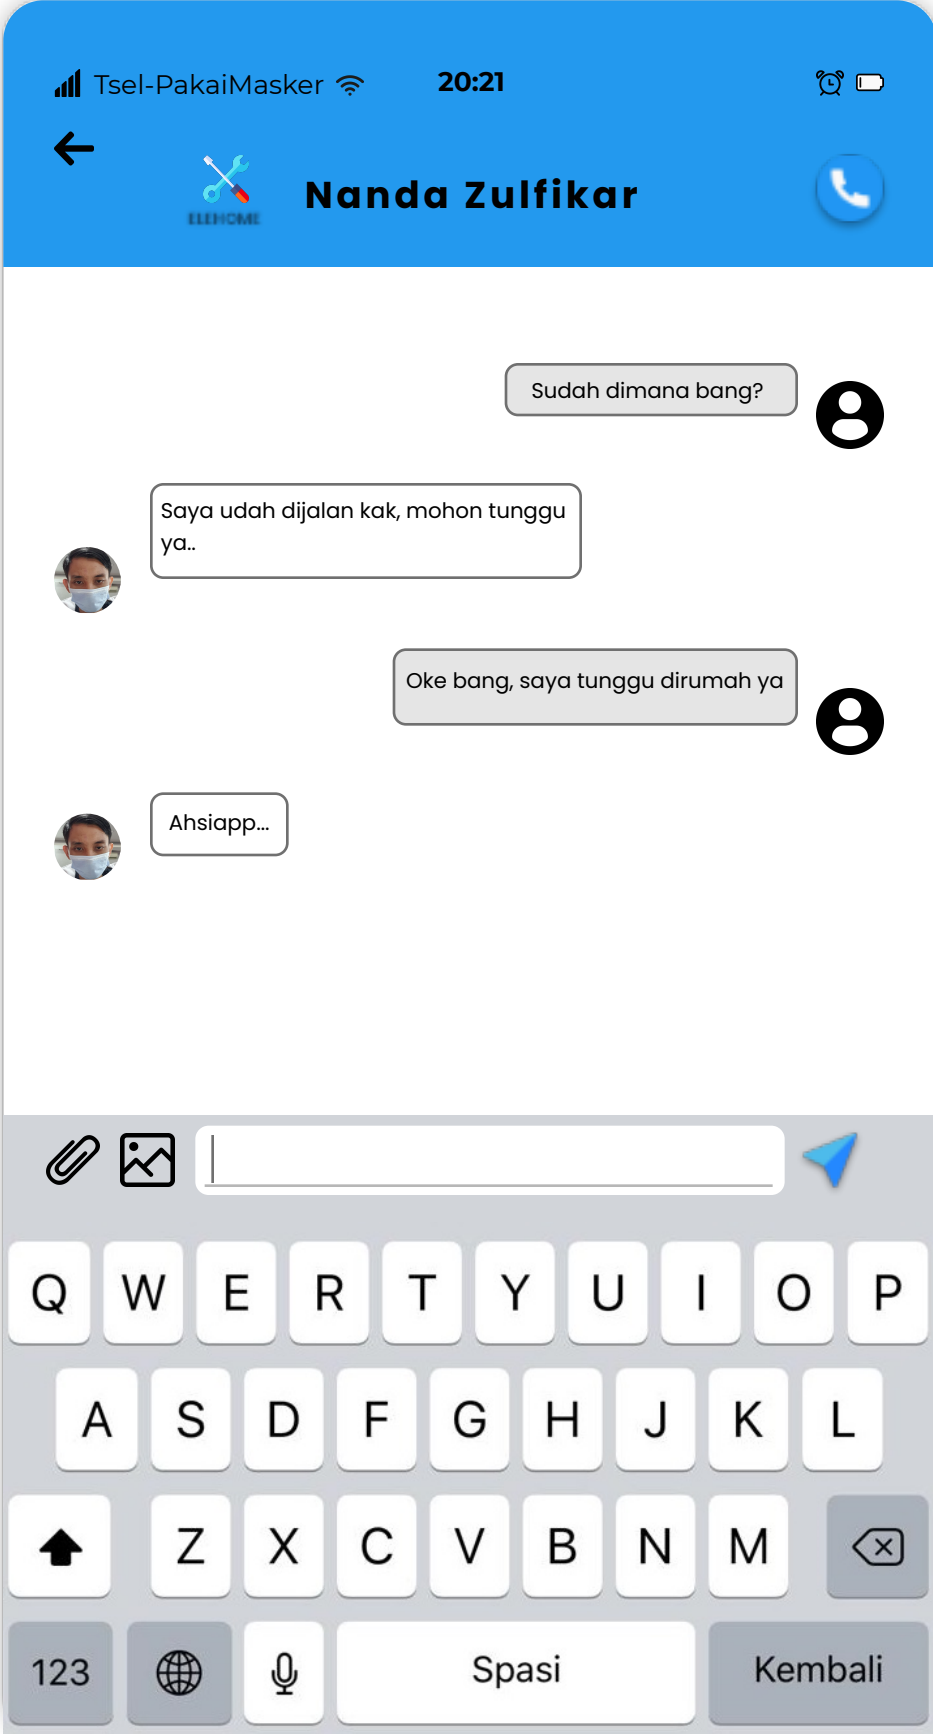 Tsel-PakaiMasker 20:21
ELEHOME
Nanda Zulfikar
Sudah dimana bang?
Saya udah dijalan kak, mohon tunggu
ya..
Oke bang, saya tunggu dirumah ya
Ahsiapp...
Q W E R T Y U I O P
A S D F G H J K L
Z X C V B N M
123 Spasi Kembali